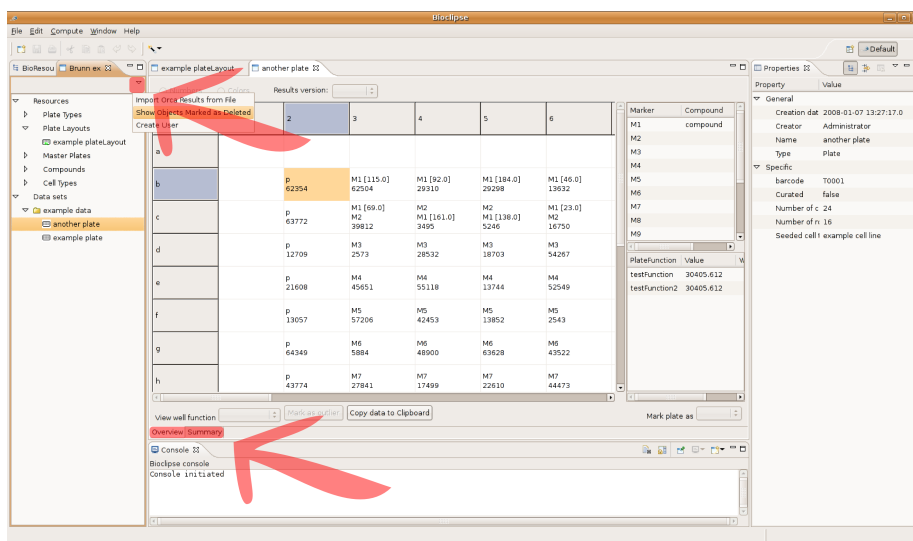 Bioclipse
File Edit Compute Window Help
Default
BioResou Brunn ex
example plateLayout another plate
Properties
Results version:
Import Orca Results from File
Show Objects Marked as Deleted
Create User
Resources
Plate Types
Plate Layouts
example plateLayout
Master Plates
Compounds
Cell Types
Data sets
example data
another plate
example plate
2 3 4 5 6
a
b
p M1 [115.0] M1 [92.0] M1 [184.0] M1 [46.0]
62354 62504 29310 29298 13632
c
M1 [69.0] M2 M2 M1 [23.0]
p M2 M1 [161.0] M1 [138.0] M2
63772 39812 3495 5246 16750
d
p M3 M3 M3 M3
12709 2573 28532 18703 54267
e
p M4 M4 M4 M4
21608 45651 55118 13744 52549
f
p M5 M5 M5 M5
13057 57206 42453 13852 2543
g
p M6 M6 M6 M6
64349 5884 48900 63628 43522
h
p M7 M7 M7 M7
43774 27841 17499 22610 44473
View well function Mark as outlier Copy data to Clipboard
Overview Summary
Marker Compound
M1 compound
M2
M3
M4
M5
M6
M7
M8
M9
PlateFunction Value
testFunction 30405.612
testFunction2 30405.612
Mark plate as
Property Value
General
Creation dat 2008-01-07 13:27:17.0
Creator Administrator
Name another plate
Type Plate
Specific
barcode T0001
Curated false
Number of c 24
Number of n 16
Seeded cell example cell line
Console
Bioclipse console
Console initiated